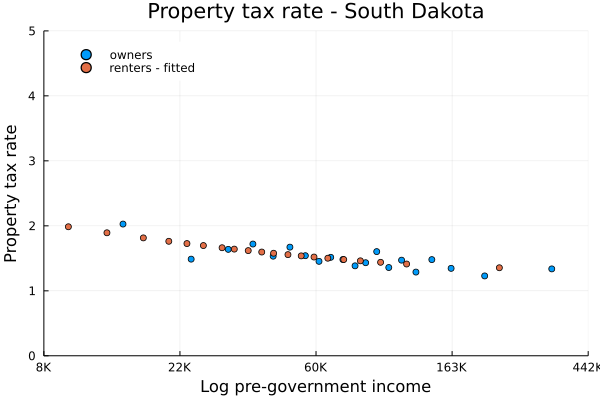 Property tax rate - South Dakota
Property tax rate
5
4
3
2
1
0
owners
renters - fitted
8K
22K
60K
163K
442K
Log pre-government income